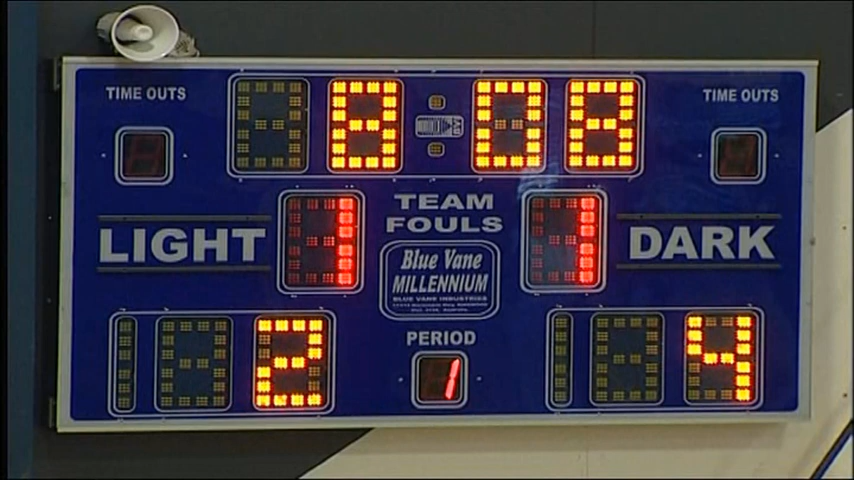 TIME OUTS
8:08
TIME OUTS
LIGHT
1
TEAM
FOULS
1
DARK
Blue Vane
MILLENNIUM
BLUE VANE INDUSTRIES
2
PERIOD
1
4